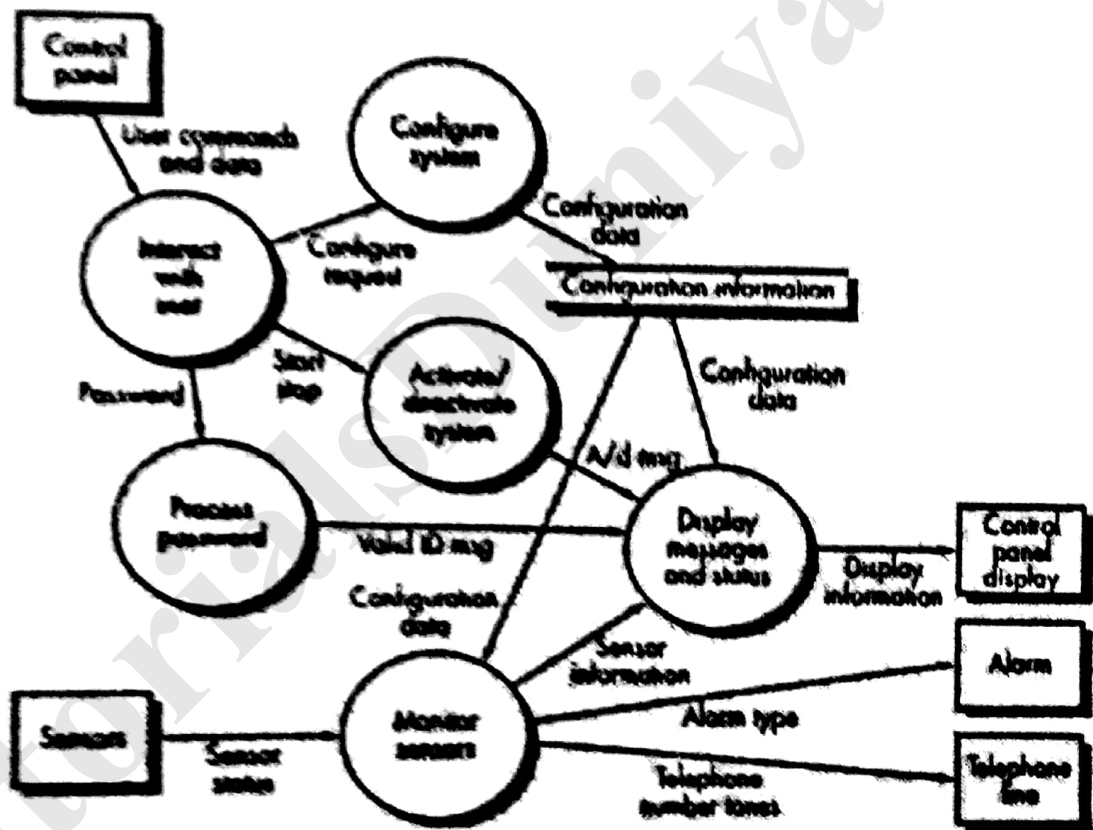 Control
panel
User commands
and data
Configure
system
Configuration
data
Interact
with
user
Configure
request
Configuration information
Password
Start
stop
Activate/
deactivate
system
Configuration
data
A/d msg
Process
password
Valid ID msg
Display
messages
and status
Control
panel
display
Display
information
Configuration
data
Sensor
information
Alarm
Alarm type
Sensors
Sensor
status
Monitor
sensors
Telephone
number tones
Telephone
line
torialsDuniya